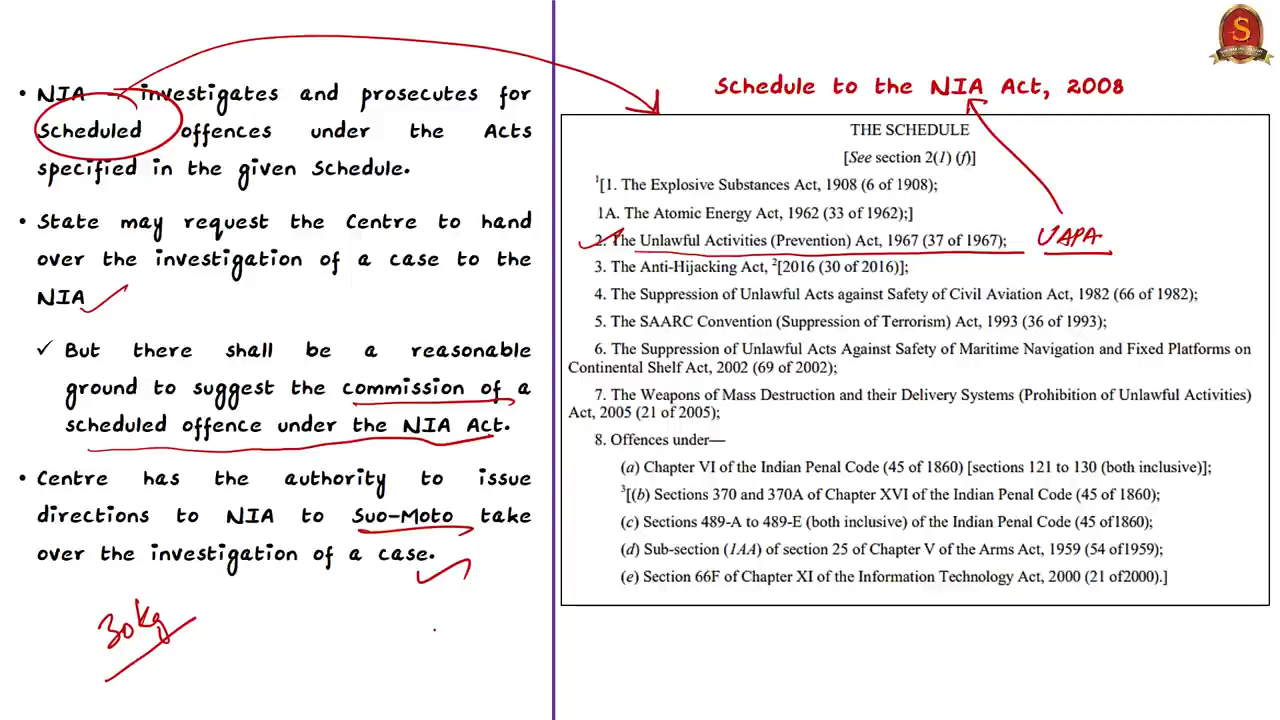 • NIA – investigates and prosecutes for
Scheduled offences under the Acts
specified in the given Schedule.
• State may request the Centre to hand
over the investigation of a case to the
NIA
✓ But there shall be a reasonable
ground to suggest the commission of a
scheduled offence under the NIA Act.
• Centre has the authority to issue
directions to NIA to Suo-Moto take
over the investigation of a case.
30kg
S
Schedule to the NIA Act, 2008
THE SCHEDULE
[See section 2(1) (f)]
1[1. The Explosive Substances Act, 1908 (6 of 1908);
1A. The Atomic Energy Act, 1962 (33 of 1962);]
2. The Unlawful Activities (Prevention) Act, 1967 (37 of 1967); UAPA
3. The Anti-Hijacking Act, 2[2016 (30 of 2016)];
4. The Suppression of Unlawful Acts against Safety of Civil Aviation Act, 1982 (66 of 1982);
5. The SAARC Convention (Suppression of Terrorism) Act, 1993 (36 of 1993);
6. The Suppression of Unlawful Acts Against Safety of Maritime Navigation and Fixed Platforms on
Continental Shelf Act, 2002 (69 of 2002);
7. The Weapons of Mass Destruction and their Delivery Systems (Prohibition of Unlawful Activities)
Act, 2005 (21 of 2005);
8. Offences under—
(a) Chapter VI of the Indian Penal Code (45 of 1860) [sections 121 to 130 (both inclusive)];
3[(b) Sections 370 and 370A of Chapter XVI of the Indian Penal Code (45 of 1860);
(c) Sections 489-A to 489-E (both inclusive) of the Indian Penal Code (45 of1860);
(d) Sub-section (1AA) of section 25 of Chapter V of the Arms Act, 1959 (54 of1959);
(e) Section 66F of Chapter XI of the Information Technology Act, 2000 (21 of2000).]